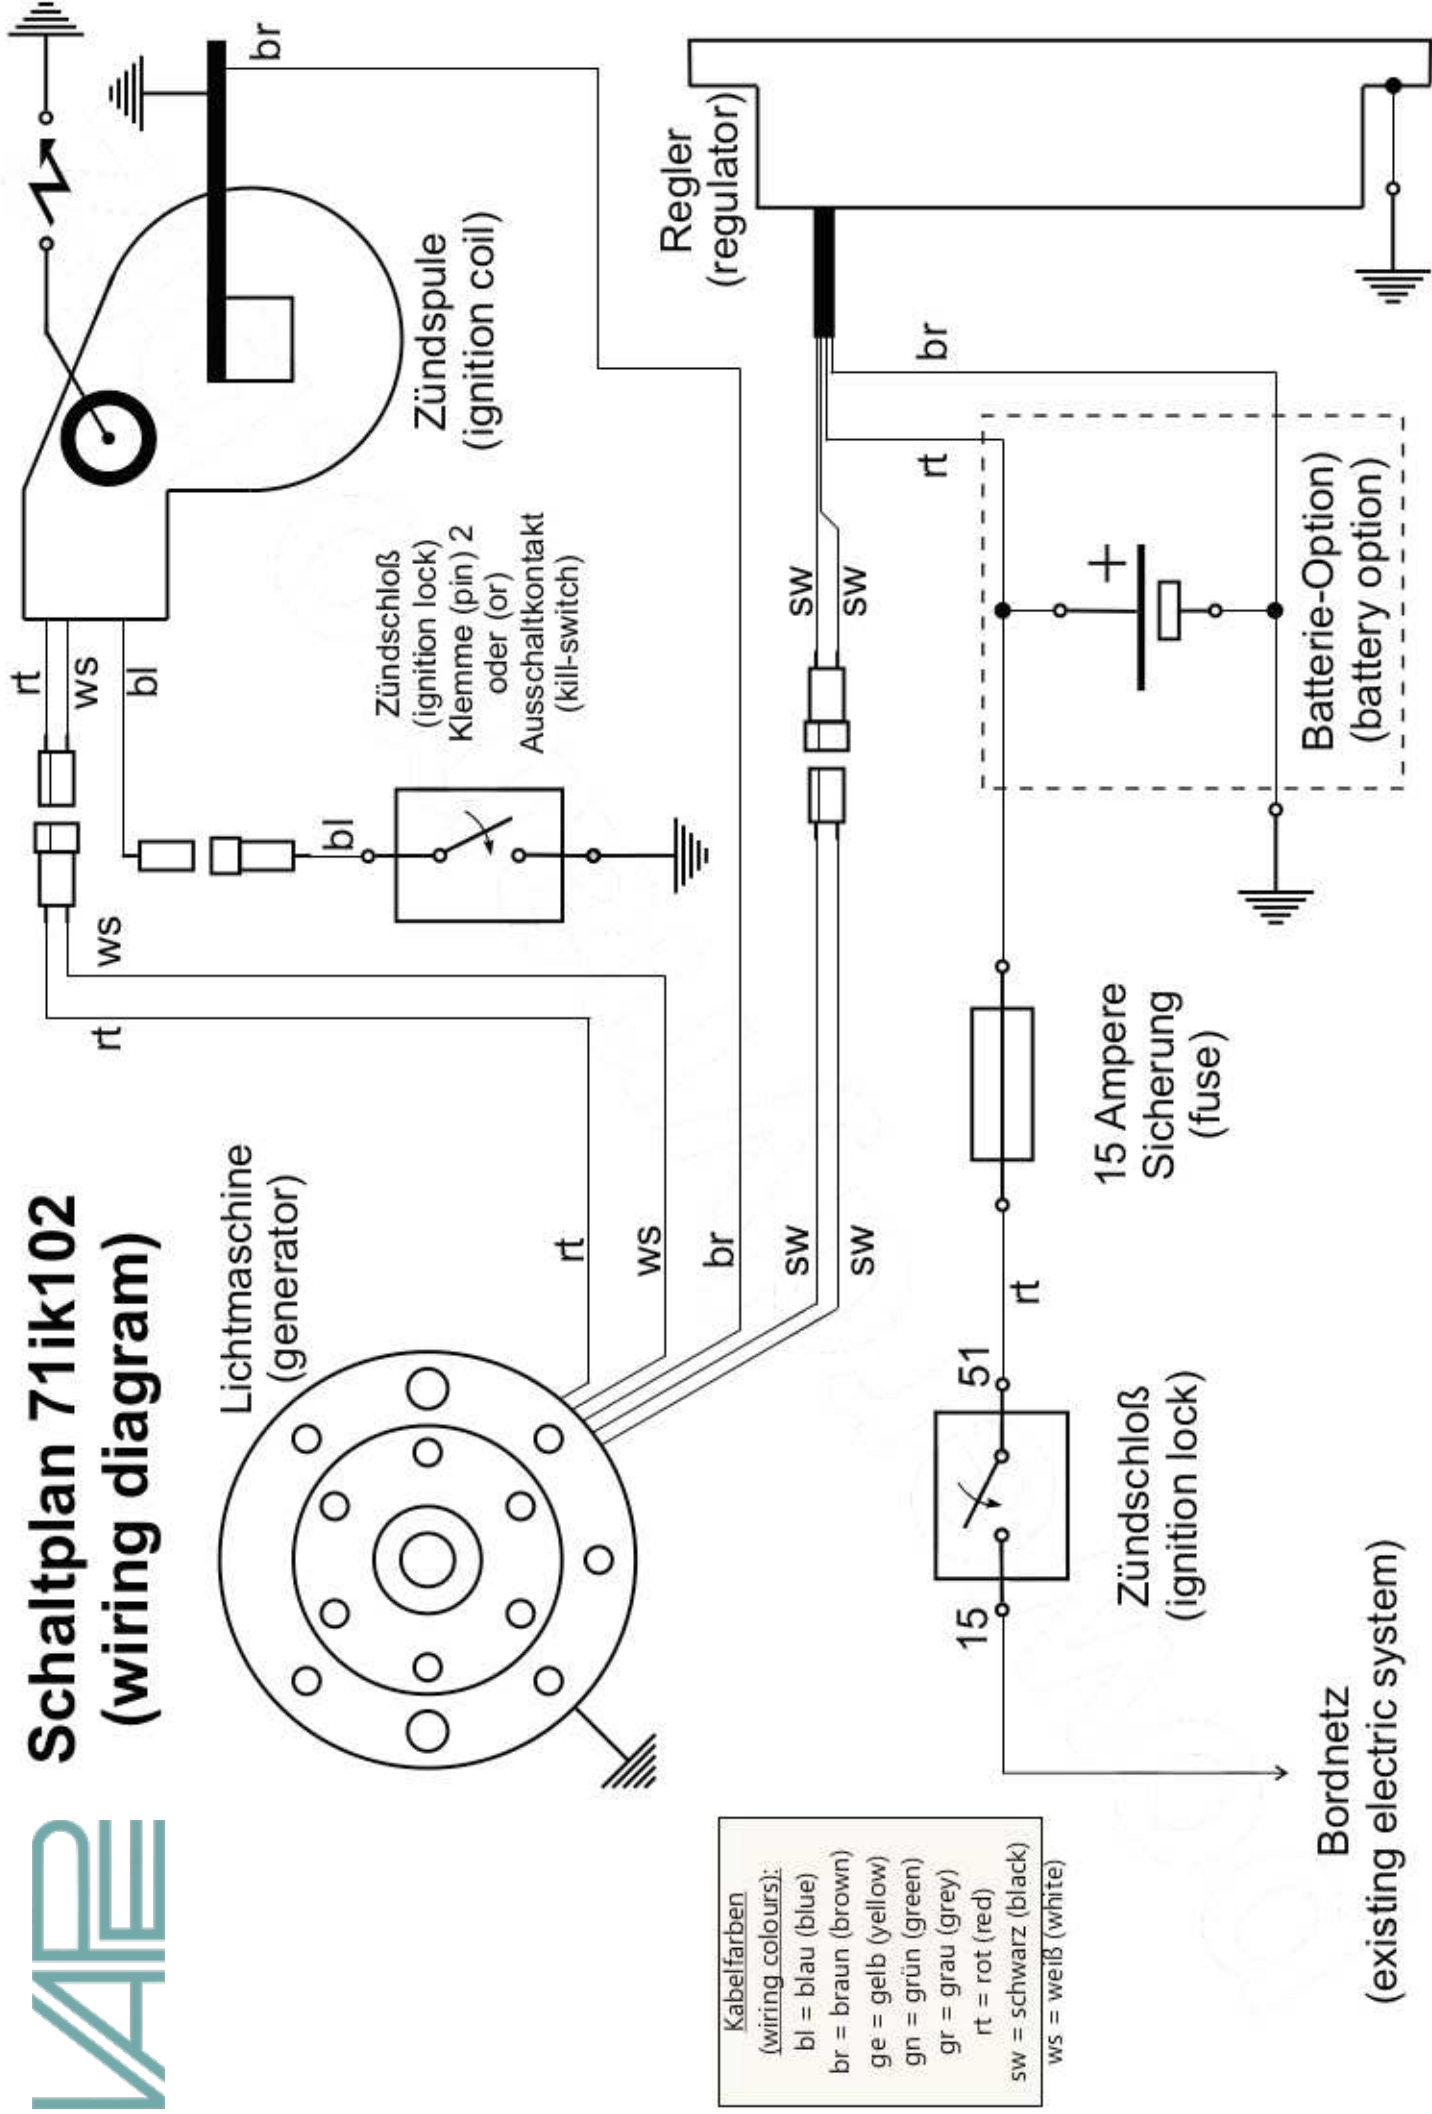 VAPE
Schaltplan 71ik102
(wiring diagram)
Lichtmaschine
(generator)
rt
ws
br
sw
sw
rt
ws
rt
ws
bl
bl
Zündschloß
(ignition lock)
Klemme (pin) 2
oder (or)
Ausschaltkontakt
(kill-switch)
Zündspule
(ignition coil)
br
Regler
(regulator)
sw
sw
rt
br
+
Batterie-Option)
(battery option)
15 Ampere
Sicherung
(fuse)
rt
51
15
Zündschloß
(ignition lock)
Bordnetz
(existing electric system)
Kabelfarben
(wiring colours):
bl = blau (blue)
br = braun (brown)
ge = gelb (yellow)
gn = grün (green)
gr = grau (grey)
rt = rot (red)
sw = schwarz (black)
ws = weiß (white)